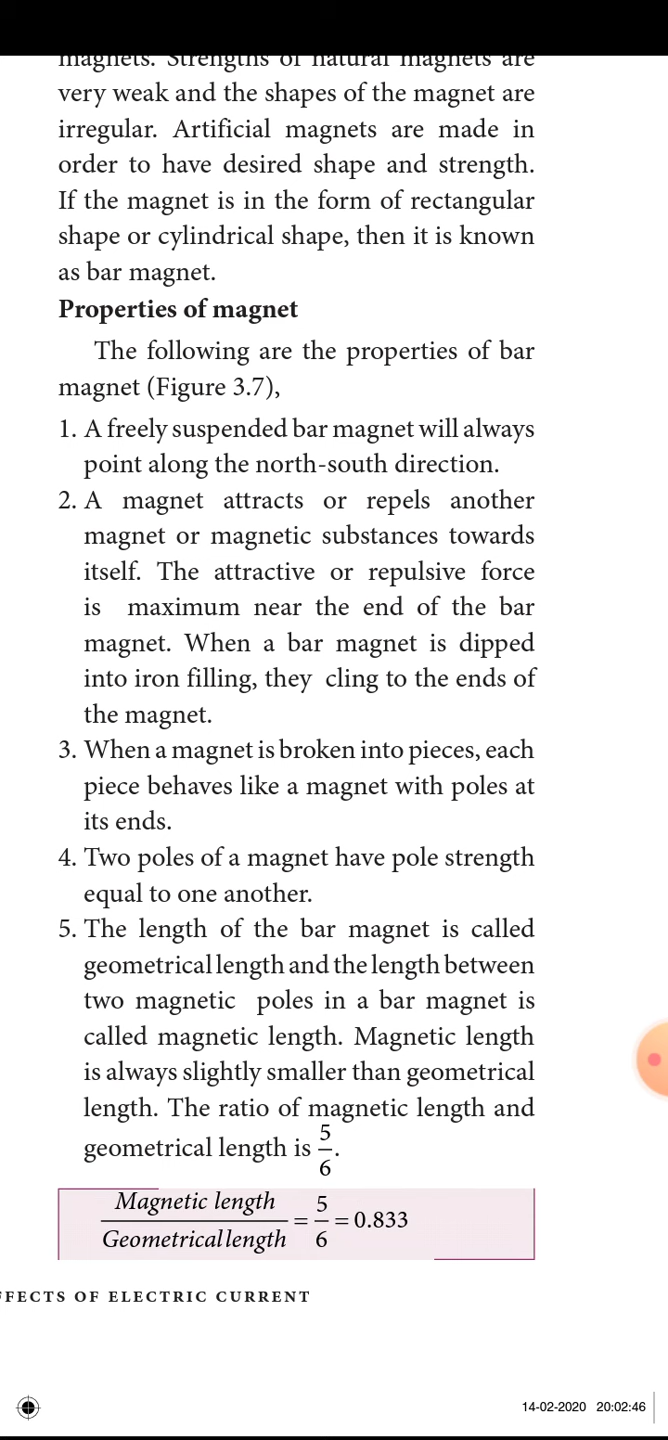 magnets. Strengths of natural magnets are
very weak and the shapes of the magnet are
irregular. Artificial magnets are made in
order to have desired shape and strength.
If the magnet is in the form of rectangular
shape or cylindrical shape, then it is known
as bar magnet.
Properties of magnet
The following are the properties of bar
magnet (Figure 3.7),
1. A freely suspended bar magnet will always
point along the north-south direction.
2. A magnet attracts or repels another
magnet or magnetic substances towards
itself. The attractive or repulsive force
is maximum near the end of the bar
magnet. When a bar magnet is dipped
into iron filling, they cling to the ends of
the magnet.
3. When a magnet is broken into pieces, each
piece behaves like a magnet with poles at
its ends.
4. Two poles of a magnet have pole strength
equal to one another.
5. The length of the bar magnet is called
geometrical length and the length between
two magnetic poles in a bar magnet is
called magnetic length. Magnetic length
is always slightly smaller than geometrical
length. The ratio of magnetic length and
geometrical length is 5/6.
Magnetic length / Geometrical length = 5/6 = 0.833
FFECTS OF ELECTRIC CURRENT
14-02-2020 20:02:46